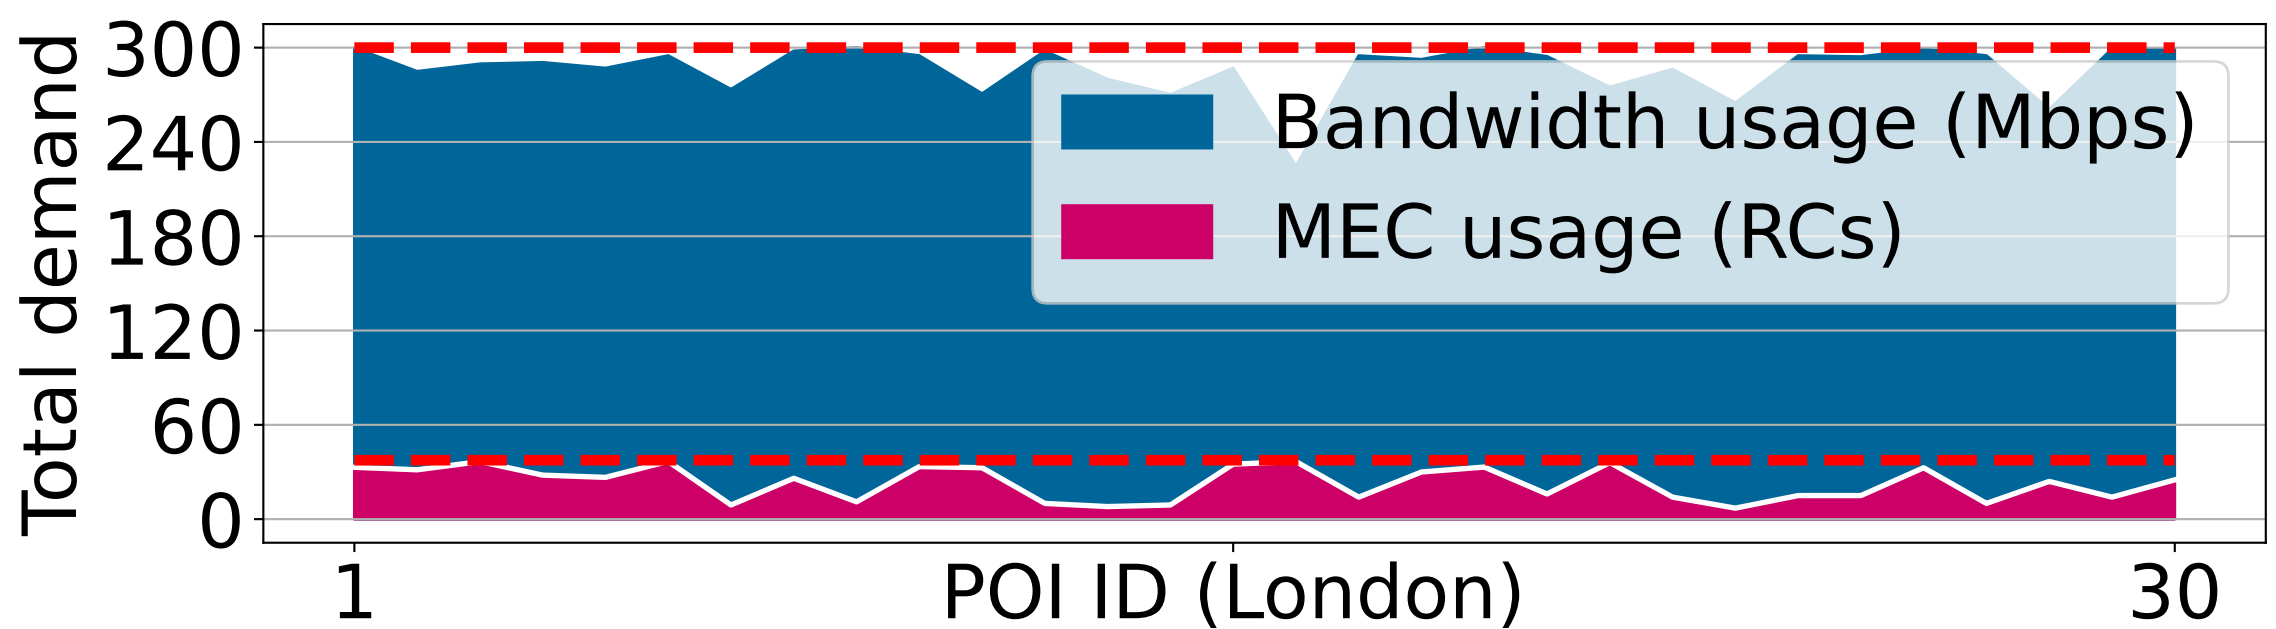 Total demand
300
240
180
120
60
0
Bandwidth usage (Mbps)
MEC usage (RCs)
1
POI ID (London)
30